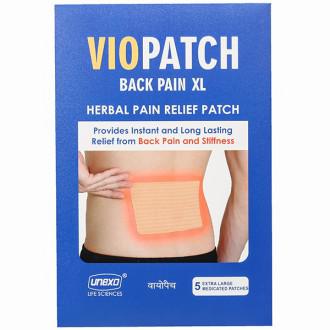 VIOPATCH
BACK PAIN XL
HERBAL PAIN RELIEF PATCH
Provides Instant and Long Lasting
Relief from Back Pain and Stiffness
unexo®
LIFE SCIENCES
वायोपैच
5 EXTRA LARGE
MEDICATED PATCHES